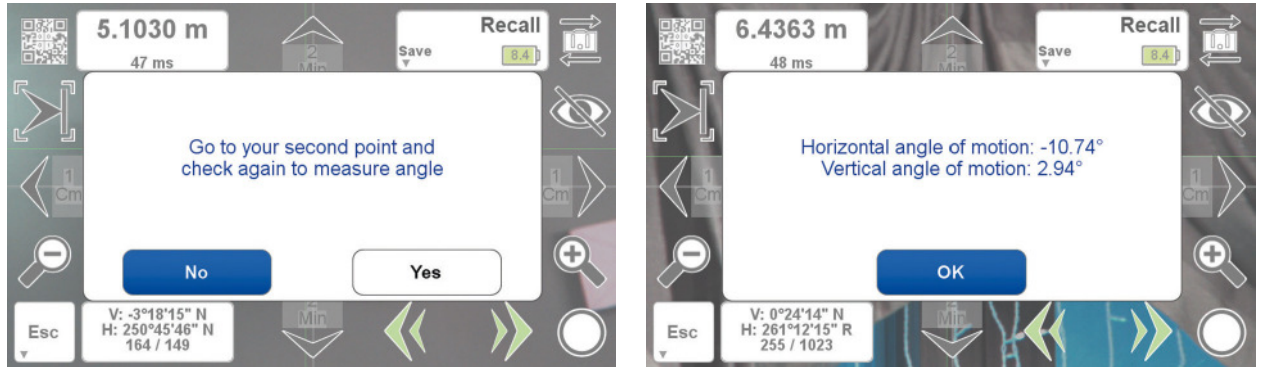 5.1030 m
47 ms
2
Min
Recall
Save
8.4
Go to your second point and
check again to measure angle
1
Cm
1
Cm
No
Yes
Esc
V: -3°18'15" N
H: 250°45'46" N
164 / 149
2
Min
6.4363 m
48 ms
2
Min
Recall
Save
8.4
Horizontal angle of motion: -10.74°
Vertical angle of motion: 2.94°
1
Cm
1
Cm
OK
Esc
V: 0°24'14" N
H: 261°12'15" R
255 / 1023
Min